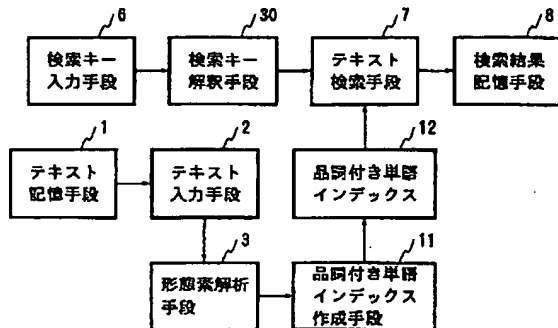 6
検索キー
入力手段
30
検索キー
解釈手段
7
テキスト
検索手段
8
検索結果
記憶手段
1
テキスト
記憶手段
2
テキスト
入力手段
12
品詞付き単語
インデックス
3
形態素解析
手段
11
品詞付き単語
インデックス
作成手段